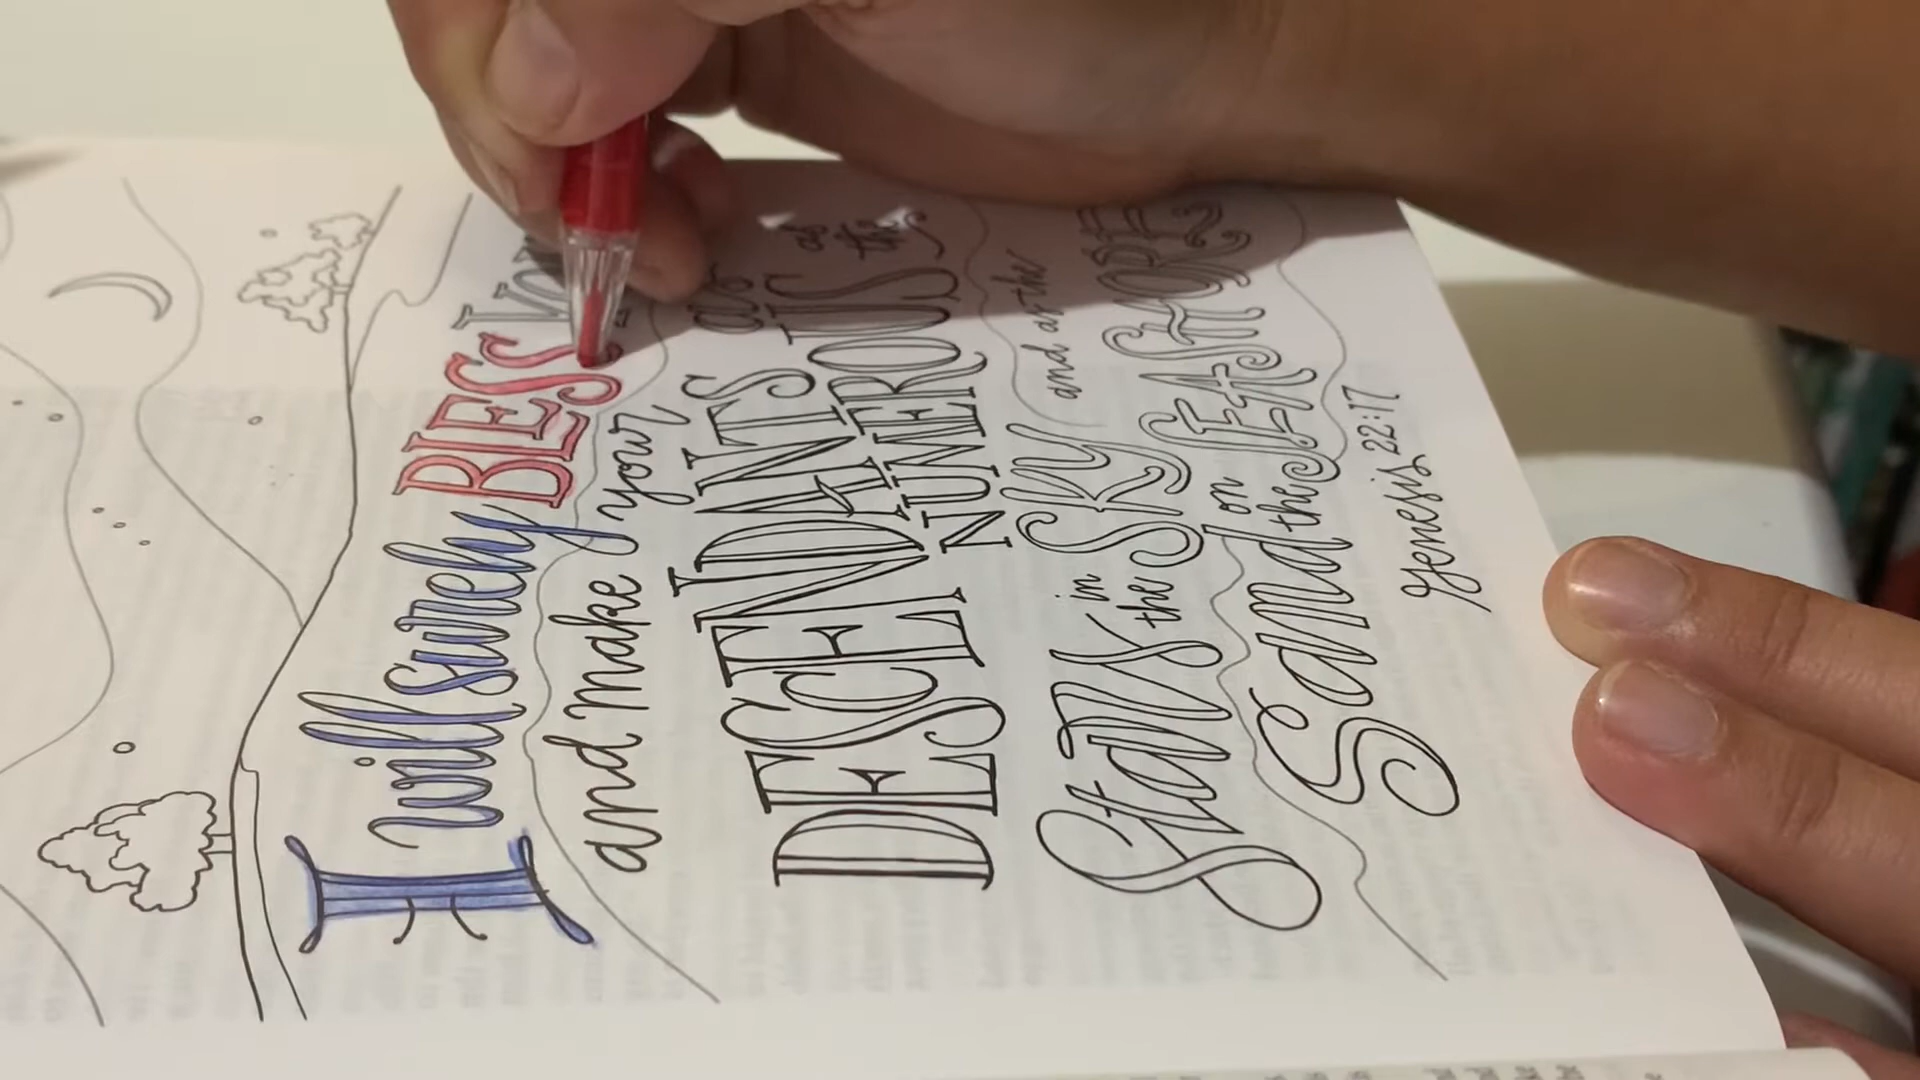 I will surely BLESS you
and make your
DESCENDANTS as
NUMEROUS as the
Stars in the SKY and as the
Sand on the SEASHORE
Genesis 22:17